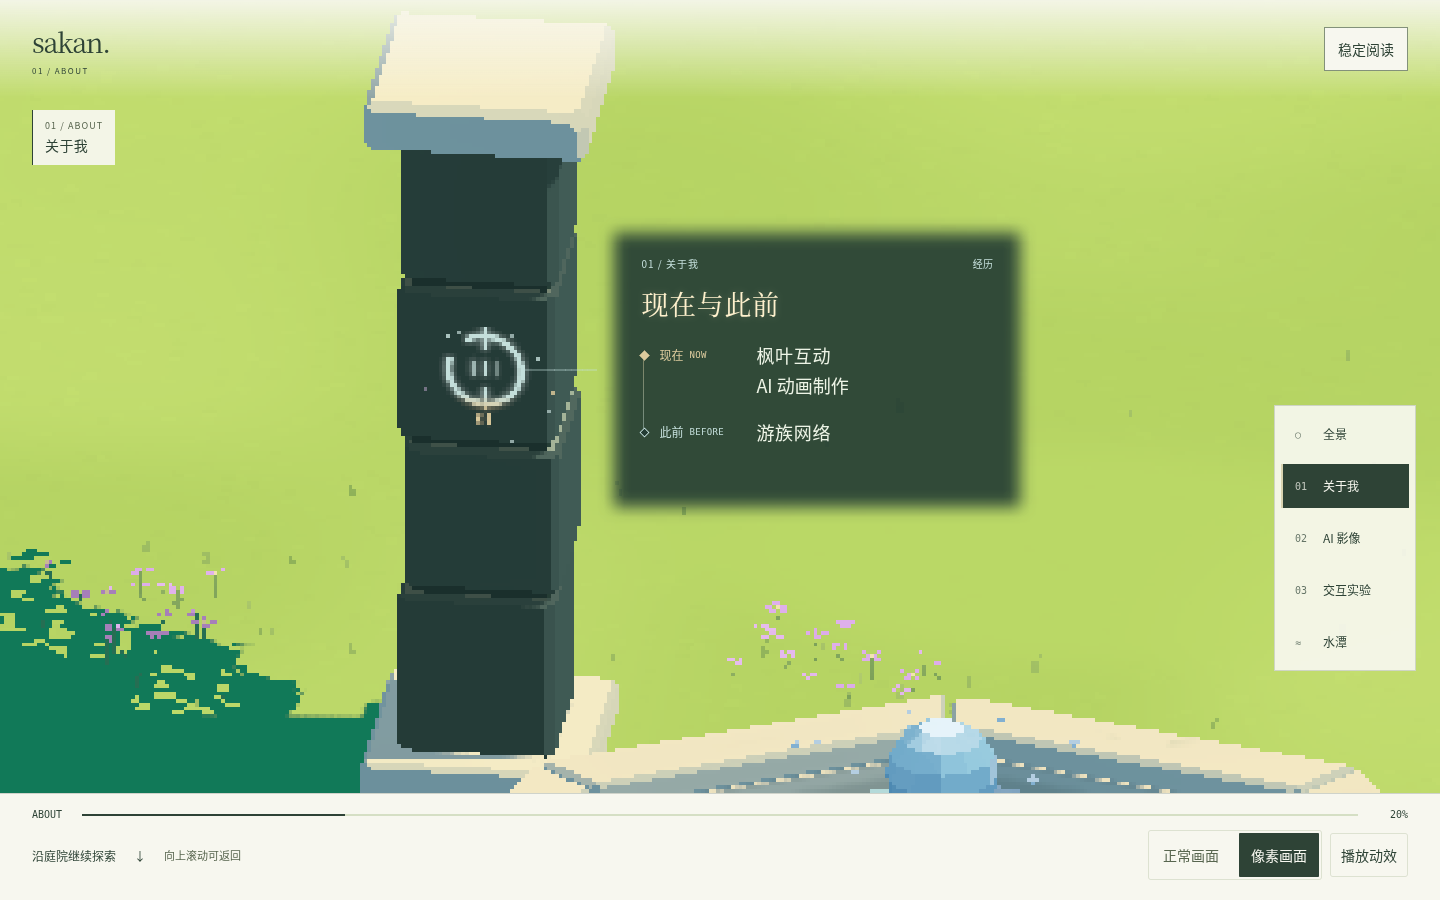 sakan.
01 / ABOUT
稳定阅读
01 / ABOUT
关于我
01 / 关于我
经历
现在与此前
现在 NOW
枫叶互动
AI 动画制作
此前 BEFORE
游族网络
○ 全景
01 关于我
02 AI 影像
03 交互实验
≈ 水潭
ABOUT
20%
沿庭院继续探索 ↓ 向上滚动可返回
正常画面
像素画面
播放动效